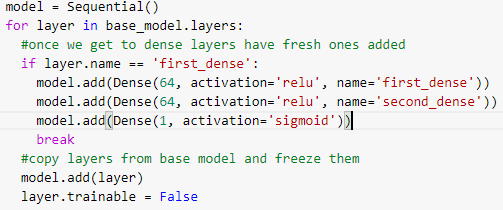 model = Sequential()
for layer in base_model.layers:
  #once we get to dense layers have fresh ones added
  if layer.name == 'first_dense':
    model.add(Dense(64, activation='relu', name='first_dense'))
    model.add(Dense(64, activation='relu', name='second_dense'))
    model.add(Dense(1, activation='sigmoid'))
    break
  #copy layers from base model and freeze them
  model.add(layer)
  layer.trainable = False